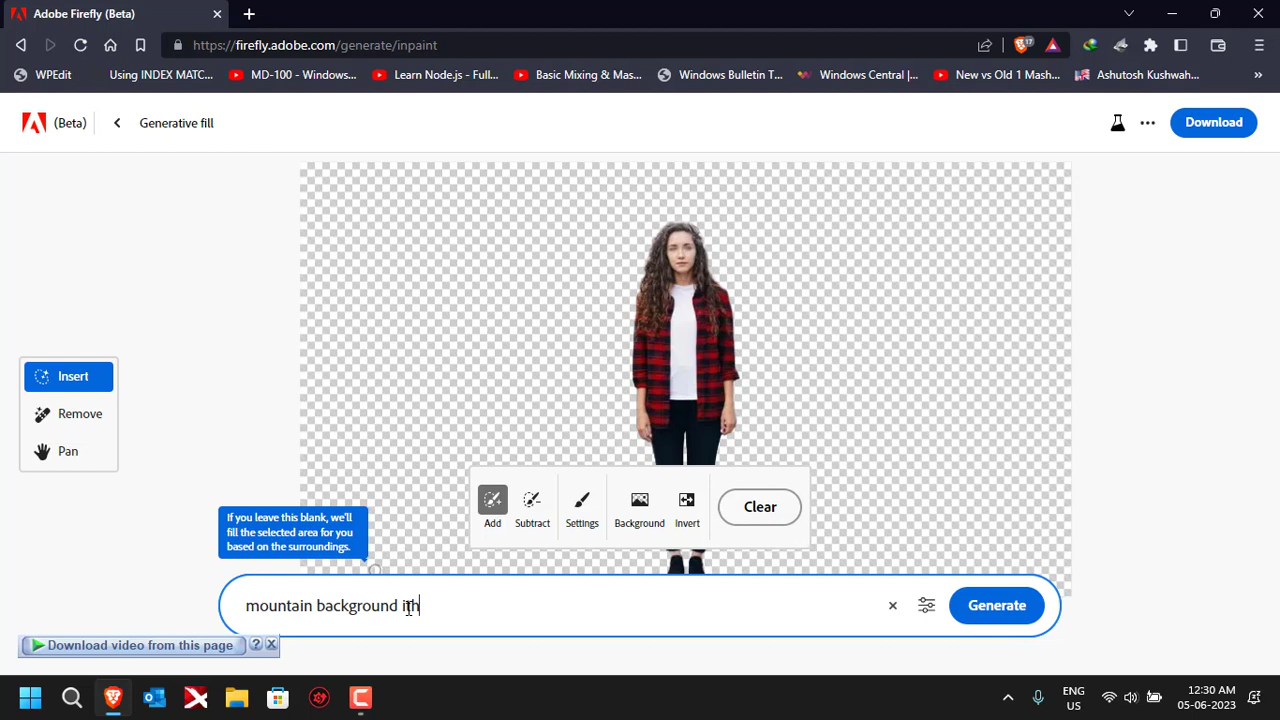 Adobe Firefly (Beta)
https://firefly.adobe.com/generate/inpaint
17
WPEdit
Using INDEX MATC...
MD-100 - Windows...
Learn Node.js - Full...
Basic Mixing & Mas...
Windows Bulletin T...
Windows Central |...
New vs Old 1 Mash...
Ashutosh Kushwah...
(Beta)
Generative fill
Download
Insert
Remove
Pan
Add
Subtract
Settings
Background
Invert
Clear
If you leave this blank, we'll
fill the selected area for you
based on the surroundings.
mountain background ith
Generate
Download video from this page
?
ENG
US
12:30 AM
05-06-2023